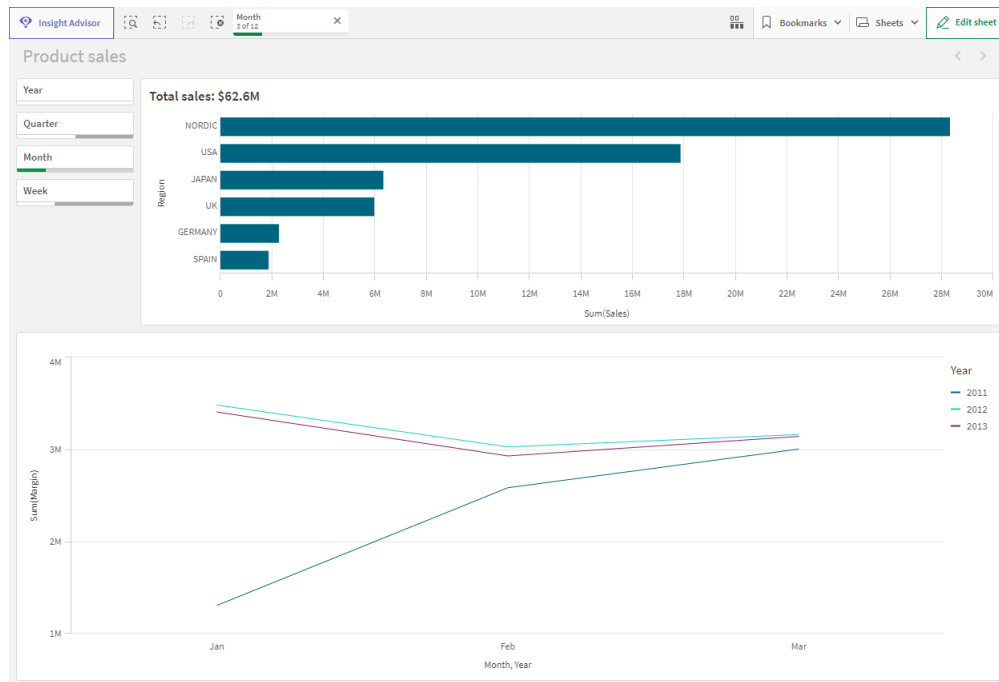 Insight Advisor
Month
3 of 12
Bookmarks
Sheets
Edit sheet
Product sales
Year
Quarter
Month
Week
Total sales: $62.6M
Region
NORDIC
USA
JAPAN
UK
GERMANY
SPAIN
0 2M 4M 6M 8M 10M 12M 14M 16M 18M 20M 22M 24M 26M 28M 30M
Sum(Sales)
Sum(Margin)
4M
3M
2M
1M
Jan Feb Mar
Month, Year
Year
2011
2012
2013